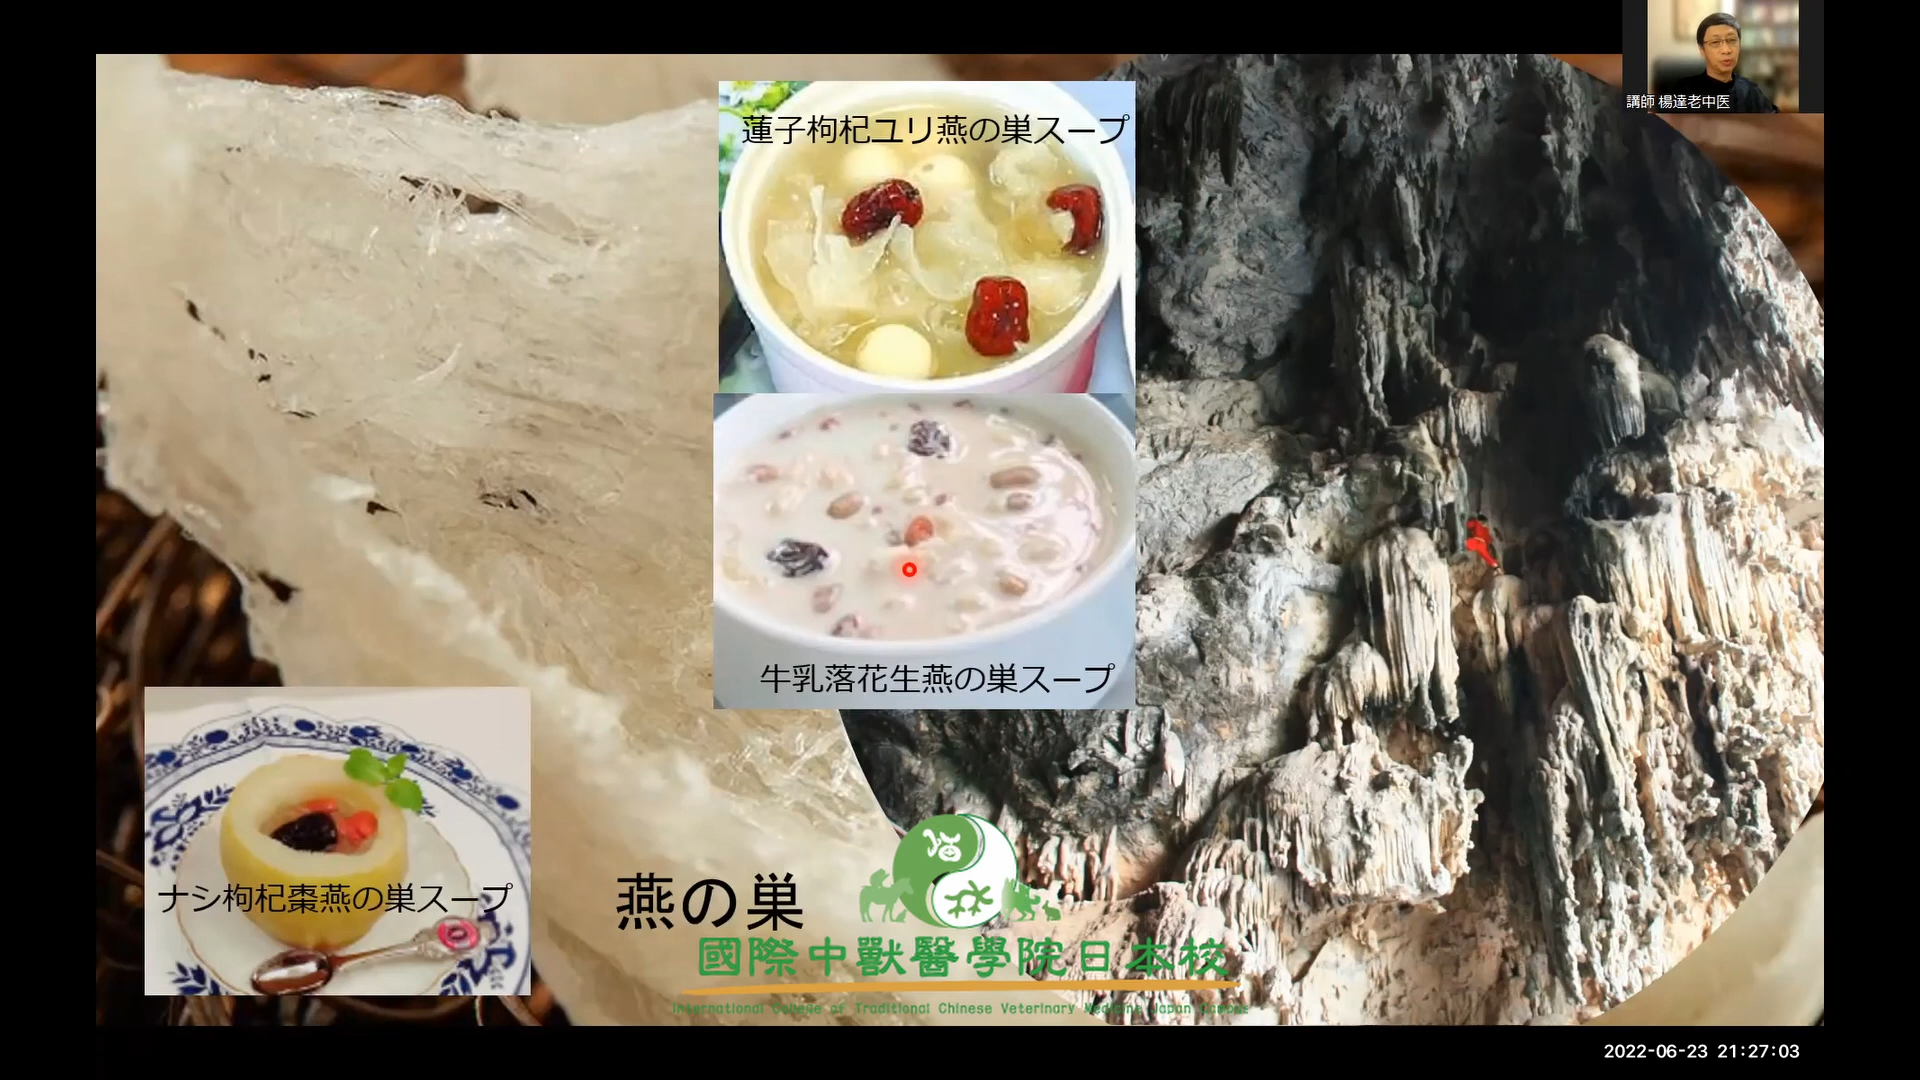 講師 楊達老中医
蓮子枸杞ユリ燕の巣スープ
牛乳落花生燕の巣スープ
ナシ枸杞棗燕の巣スープ
燕の巣
國際中獸醫學院日本校
International College of Traditional Chinese Veterinary Medicine Japan Campus
2022-06-23 21:27:03